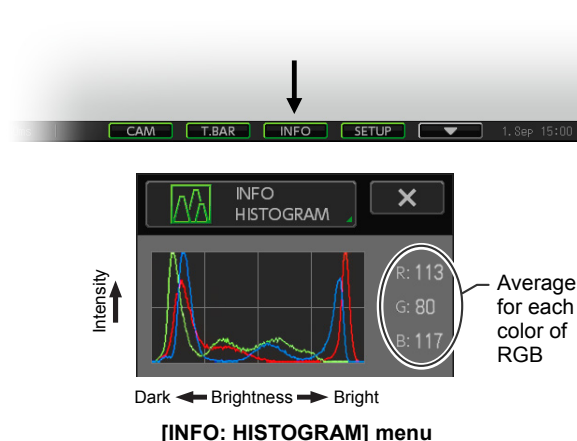 CAM T.BAR INFO SETUP 1. Sep 15:00
INFO
HISTOGRAM
Intensity
R: 113
G: 80
B: 117
Average
for each
color of
RGB
Dark Brightness Bright
[INFO: HISTOGRAM] menu